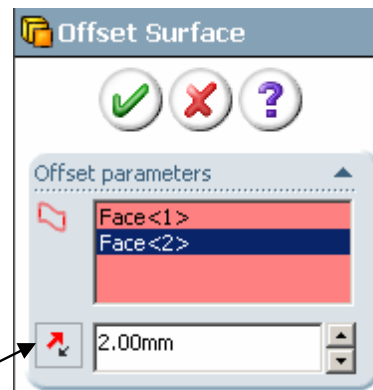 Offset Surface
?
Offset parameters
Face<1>
Face<2>
2.00mm